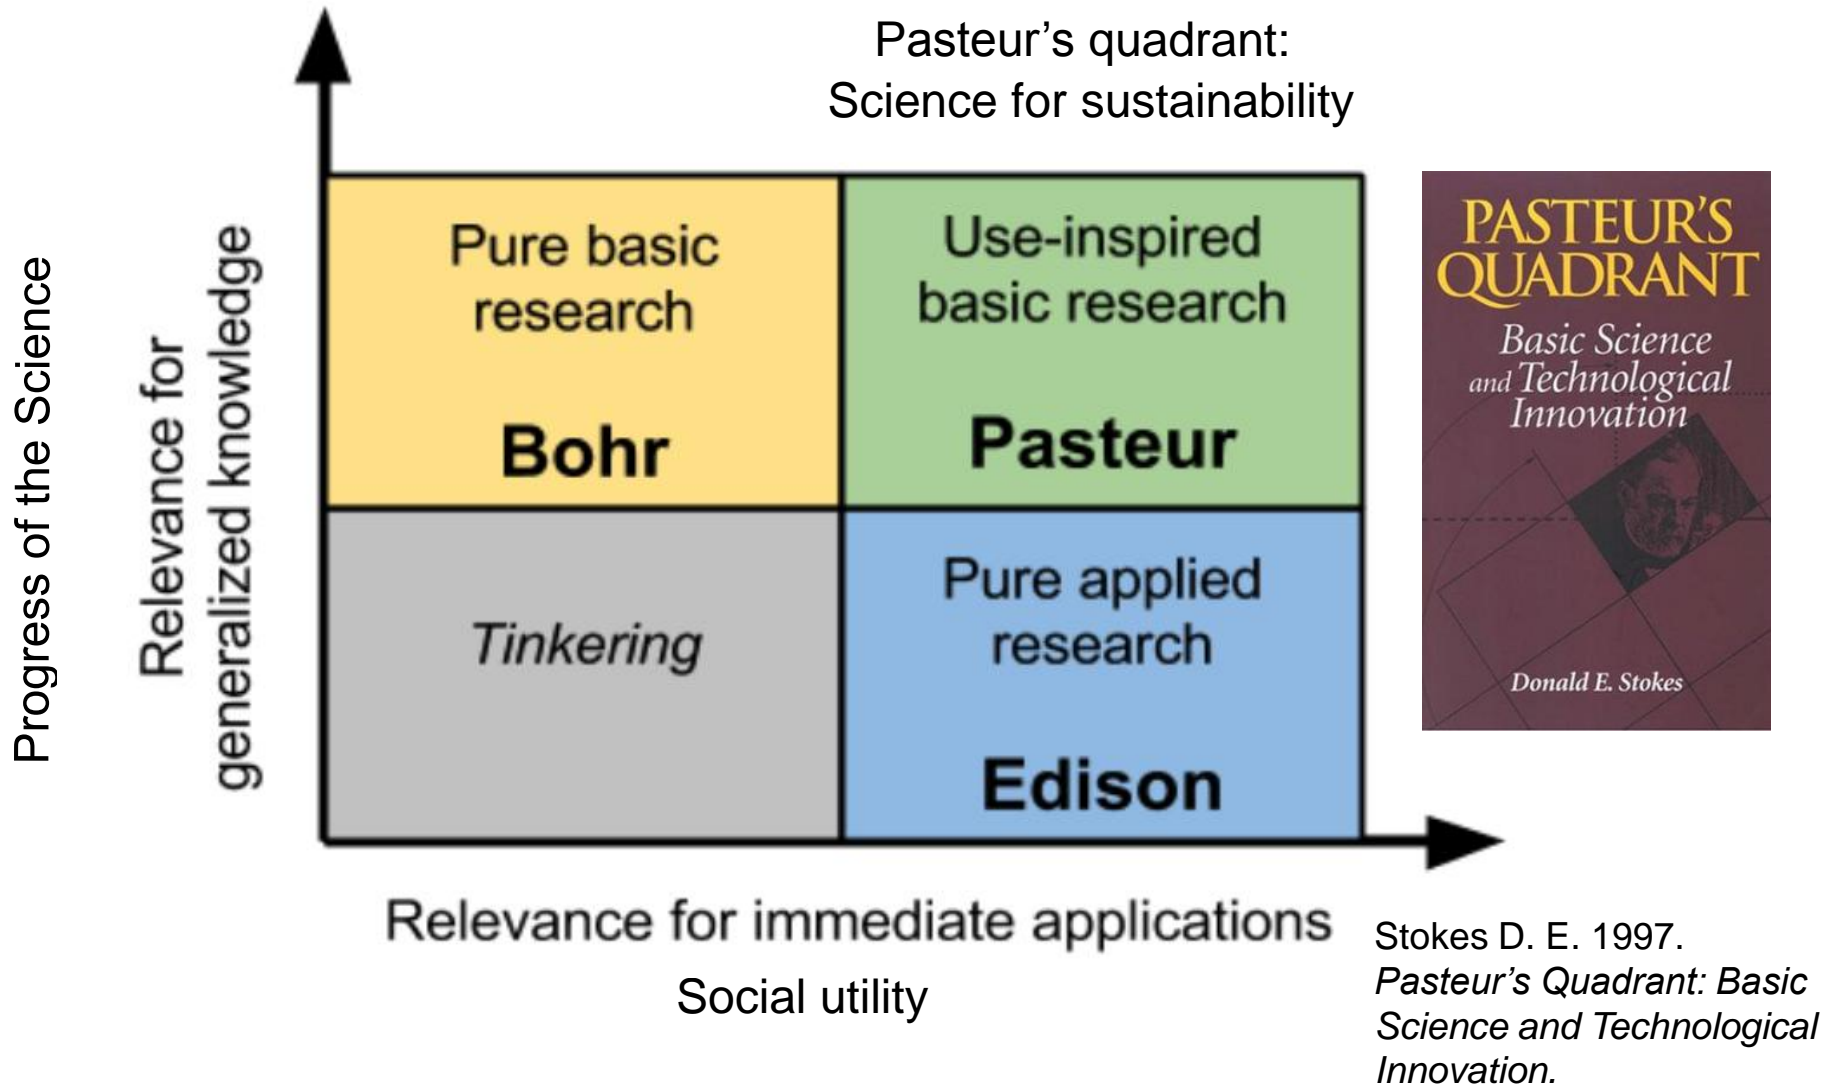 Pasteur’s quadrant:
Science for sustainability
Progress of the Science
Relevance for
generalized knowledge
Pure basic
research
Bohr
Use-inspired
basic research
Pasteur
Tinkering
Pure applied
research
Edison
Relevance for immediate applications
Social utility
PASTEUR’S
QUADRANT
Basic Science
and Technological
Innovation
Donald E. Stokes
Stokes D. E. 1997.
Pasteur’s Quadrant: Basic
Science and Technological
Innovation.